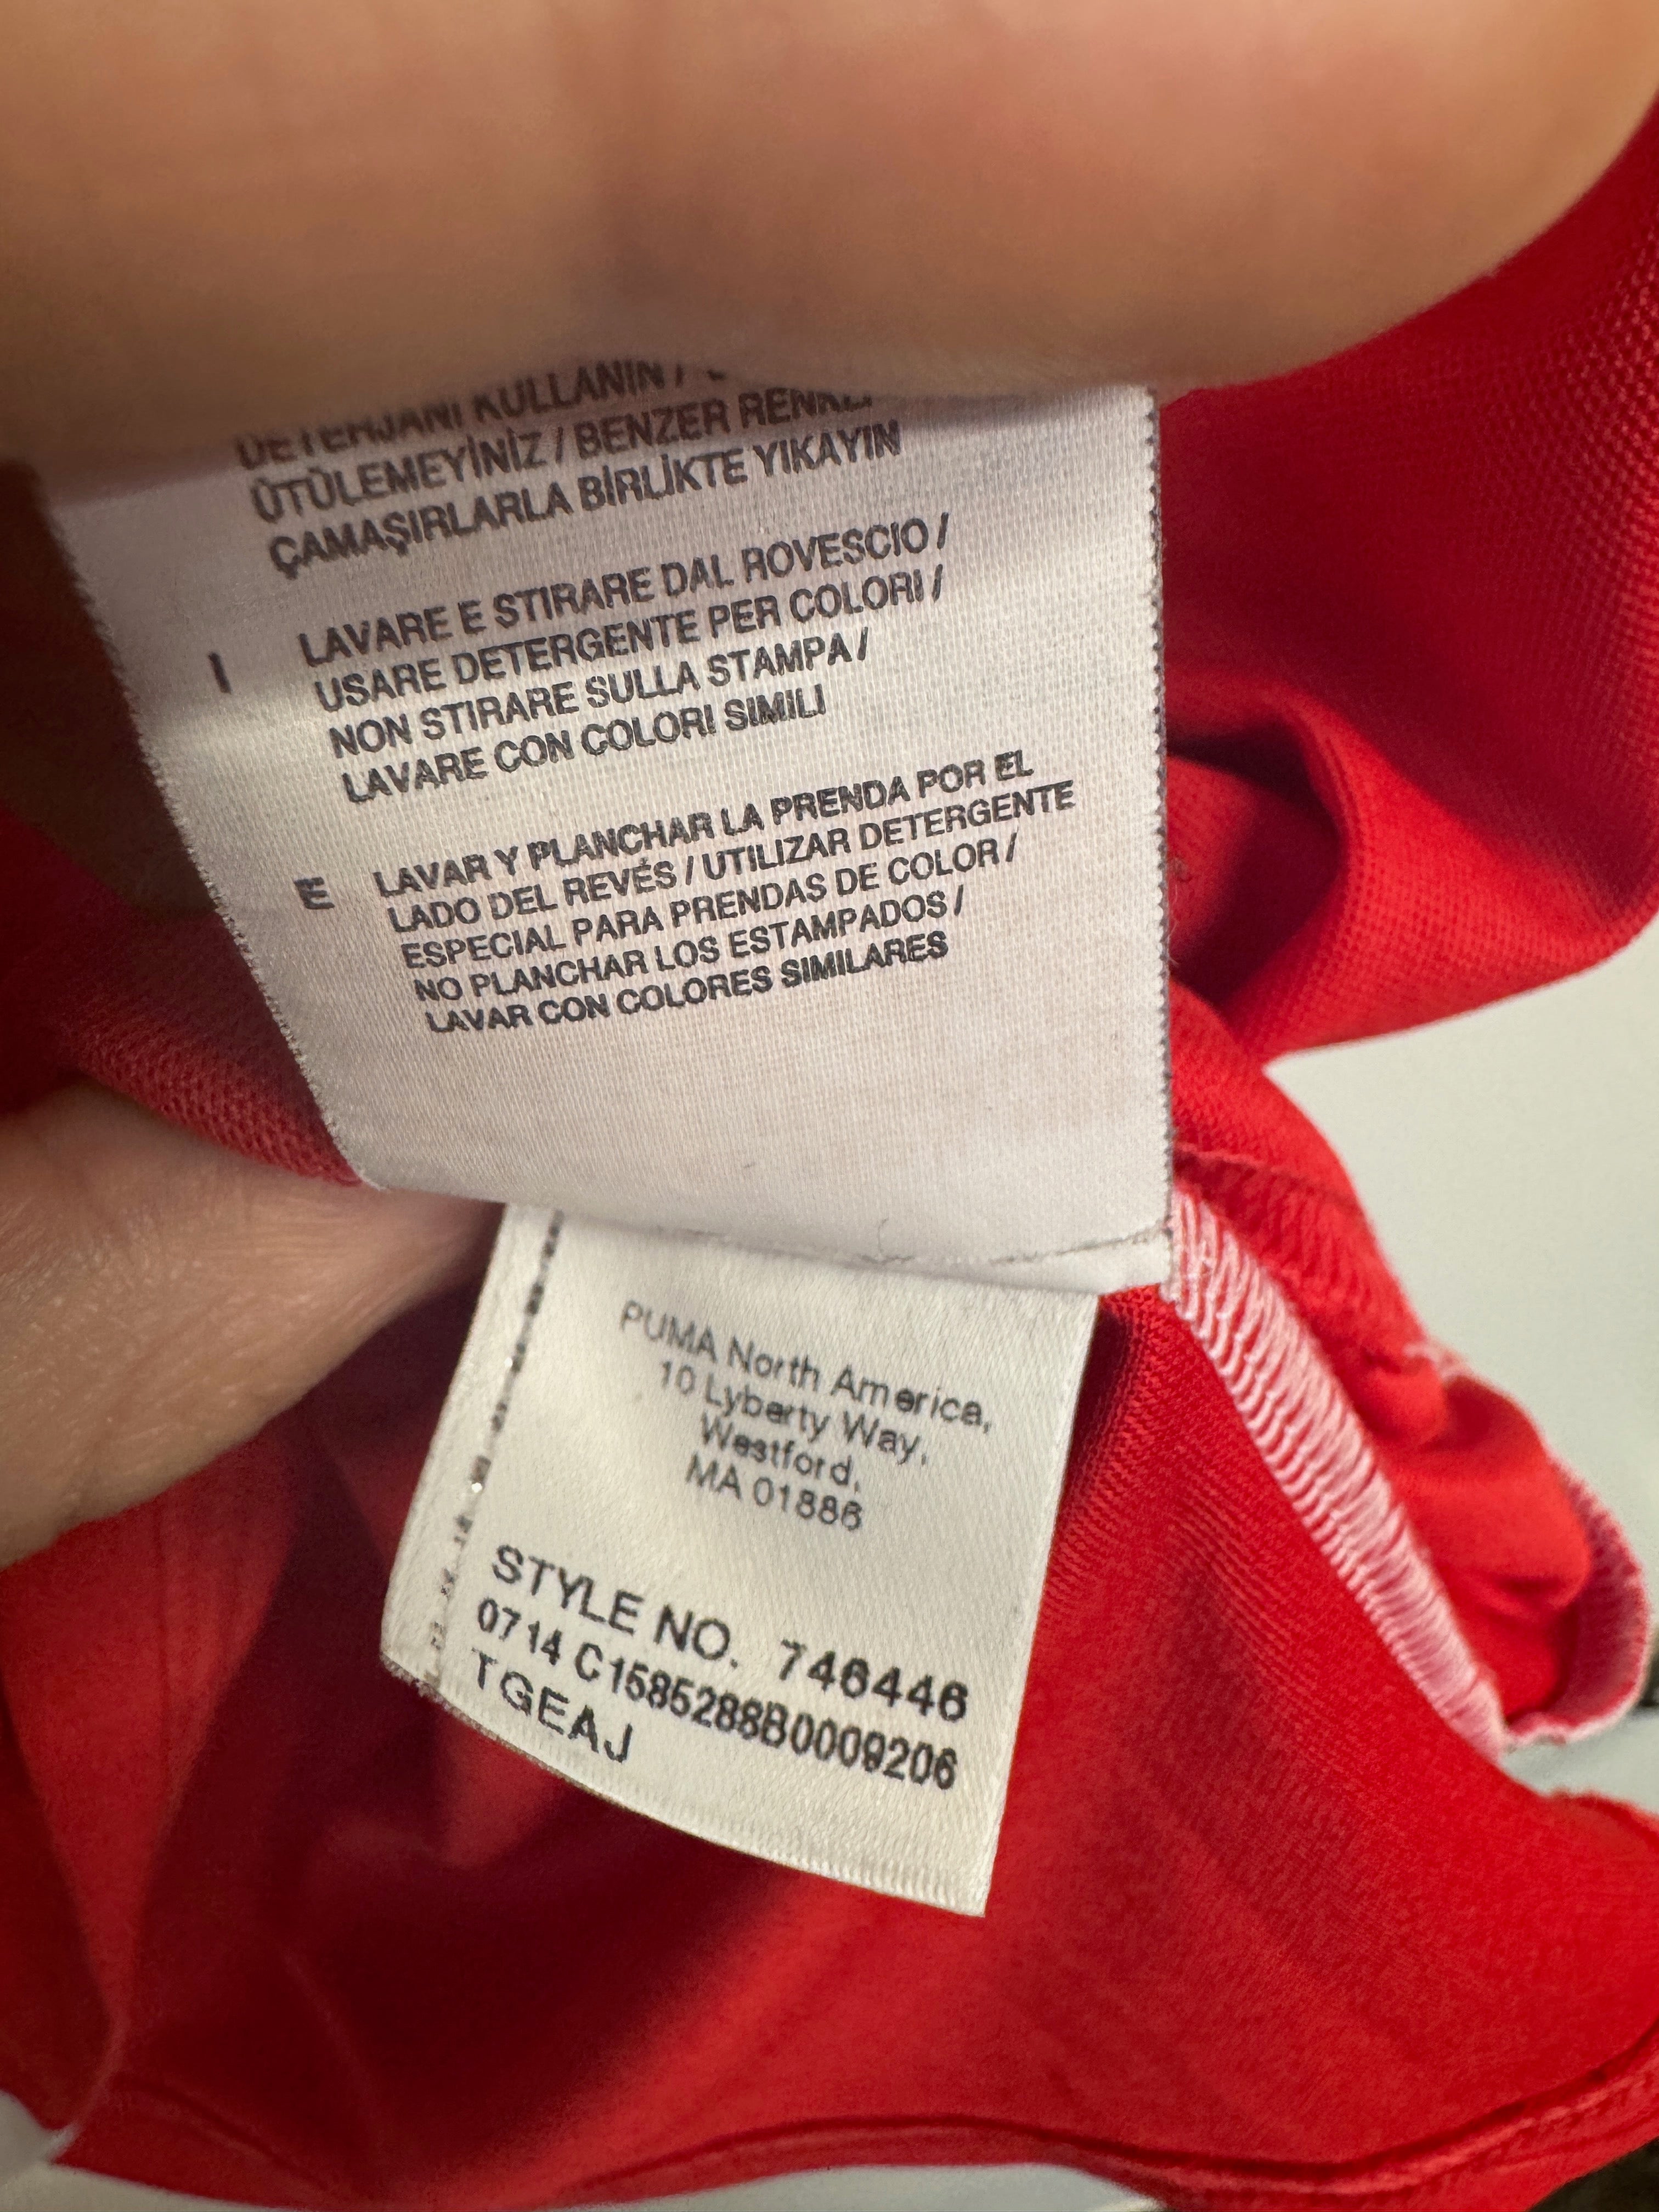 DETERJANI KULLANIN /
ÜTÜLEMEYİNİZ / BENZER RENKLİ
ÇAMAŞIRLARLA BİRLİKTE YIKAYIN
I LAVARE E STIRARE DAL ROVESCIO /
USARE DETERGENTE PER COLORI /
NON STIRARE SULLA STAMPA /
LAVARE CON COLORI SIMILI
E LAVAR Y PLANCHAR LA PRENDA POR EL
LADO DEL REVÉS / UTILIZAR DETERGENTE
ESPECIAL PARA PRENDAS DE COLOR /
NO PLANCHAR LOS ESTAMPADOS /
LAVAR CON COLORES SIMILARES
PUMA North America,
10 Lyberty Way,
Westford,
MA 01886
STYLE NO. 746446
0714 C1585288B0009206
TGEAJ